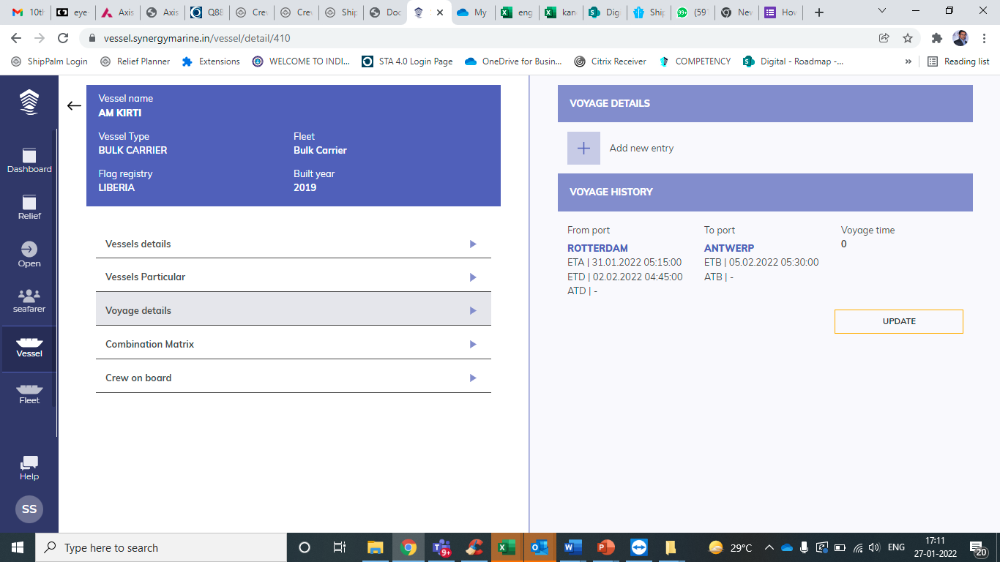 10th
eye-
Axis
Axis
Q88
Crew
Crew
Ship
Doc
My
eng
kan
Dig
Ship
(59
New
How
vessel.synergymarine.in/vessel/detail/410
ShipPalm Login
Relief Planner
Extensions
WELCOME TO INDI...
STA 4.0 Login Page
OneDrive for Busin...
Citrix Receiver
COMPETENCY
Digital - Roadmap -...
»
Reading list
Dashboard
Relief
Open
seafarer
Vessel
Fleet
Help
SS
Vessel name
AM KIRTI
Vessel Type
Fleet
BULK CARRIER
Bulk Carrier
Flag registry
Built year
LIBERIA
2019
Vessels details
Vessels Particular
Voyage details
Combination Matrix
Crew on board
VOYAGE DETAILS
Add new entry
VOYAGE HISTORY
From port
To port
Voyage time
ROTTERDAM
ANTWERP
0
ETA | 31.01.2022 05:15:00
ETB | 05.02.2022 05:30:00
ETD | 02.02.2022 04:45:00
ATB | -
ATD | -
UPDATE
Type here to search
9+
29°C
ENG
17:11
27-01-2022
20